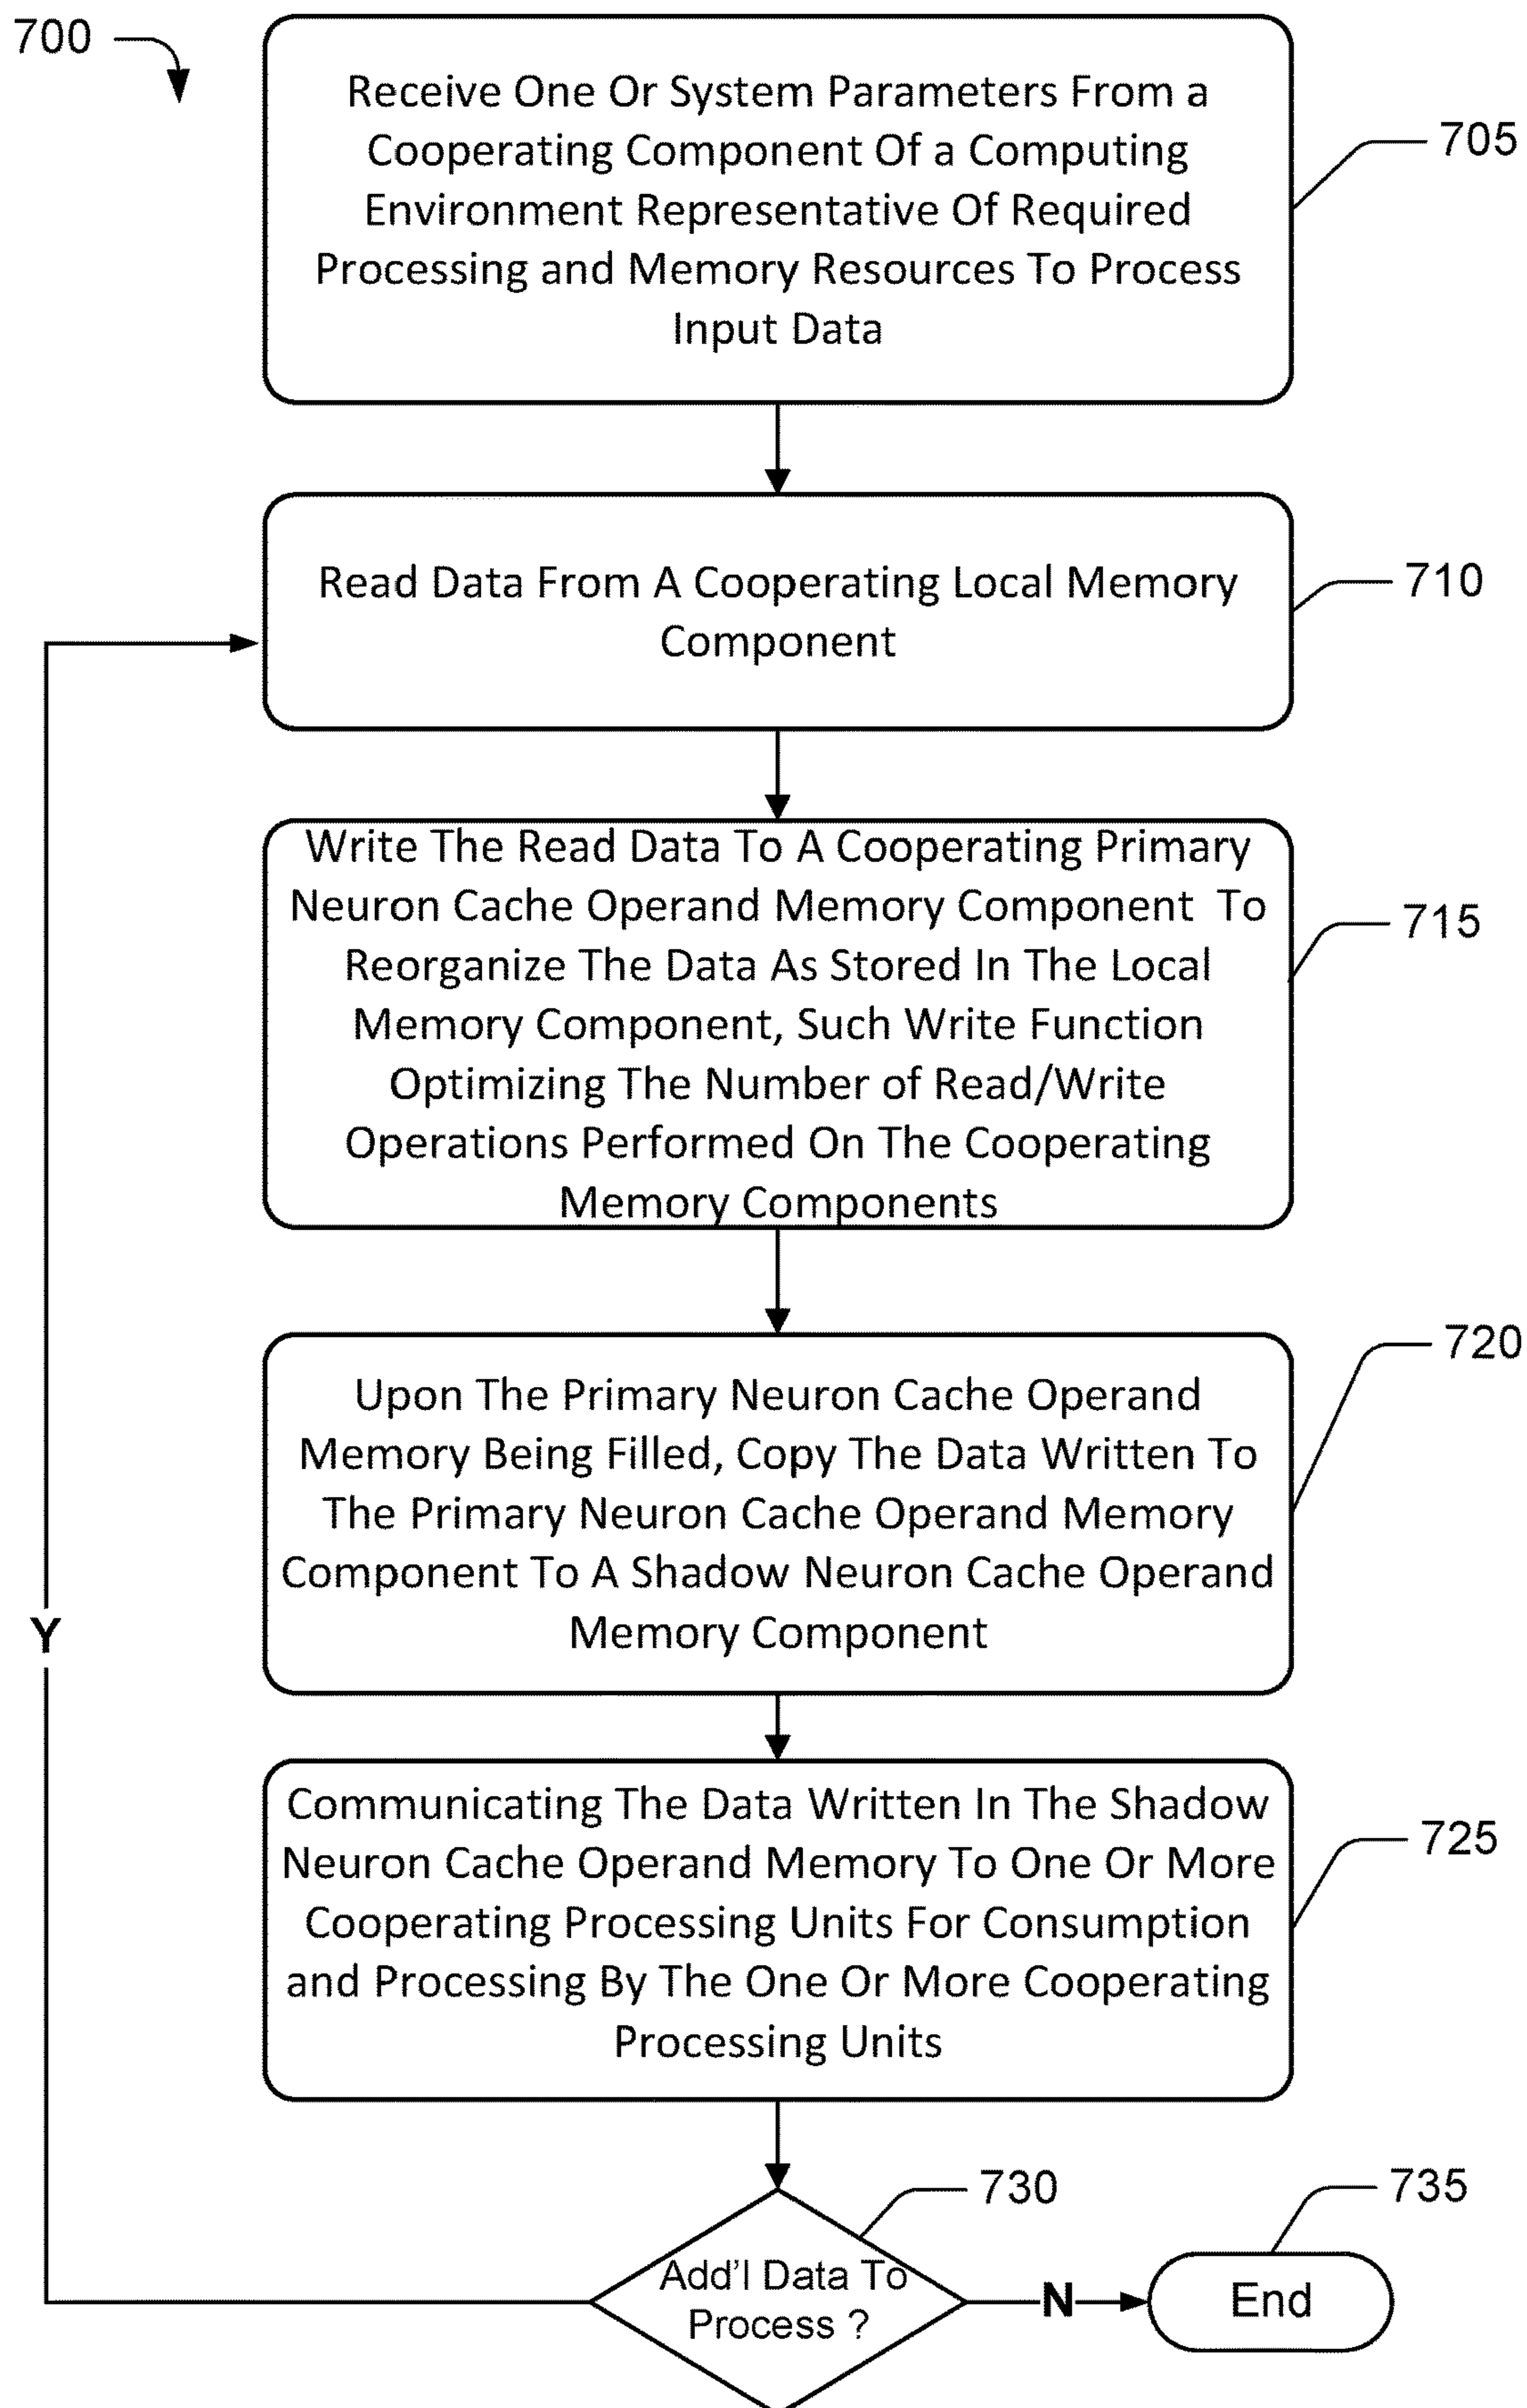 700
Receive One Or System Parameters From a
Cooperating Component Of a Computing
Environment Representative Of Required
Processing and Memory Resources To Process
Input Data
705
Read Data From A Cooperating Local Memory
Component
710
Write The Read Data To A Cooperating Primary
Neuron Cache Operand Memory Component To
Reorganize The Data As Stored In The Local
Memory Component, Such Write Function
Optimizing The Number of Read/Write
Operations Performed On The Cooperating
Memory Components
715
Upon The Primary Neuron Cache Operand
Memory Being Filled, Copy The Data Written To
The Primary Neuron Cache Operand Memory
Component To A Shadow Neuron Cache Operand
Memory Component
720
Y
Communicating The Data Written In The Shadow
Neuron Cache Operand Memory To One Or More
Cooperating Processing Units For Consumption
and Processing By The One Or More Cooperating
Processing Units
725
730
Add'l Data To
Process ?
N
735
End